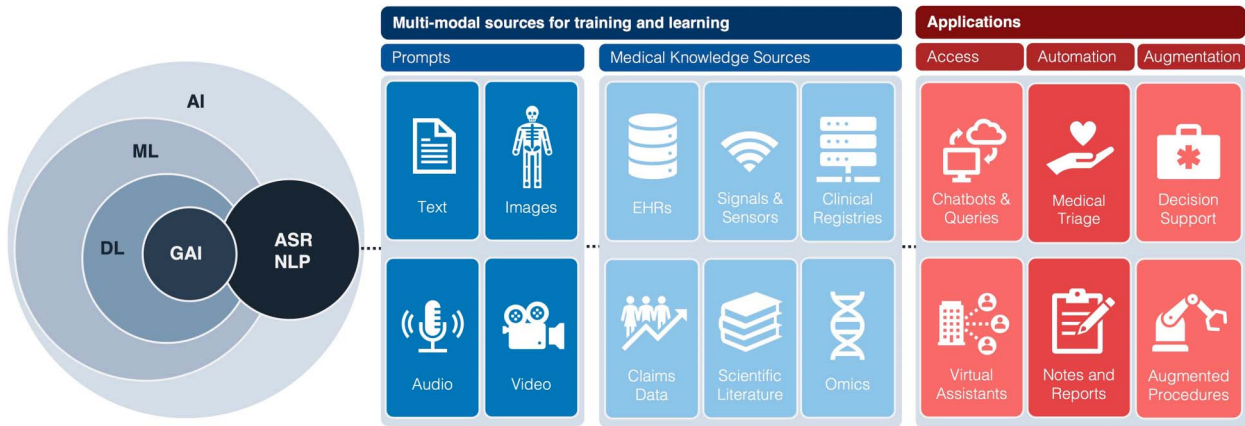 AI
ML
DL
GAI
ASR
NLP
Multi-modal sources for training and learning
Prompts
Medical Knowledge Sources
Text
Images
EHRs
Signals &
Sensors
Clinical
Registries
Audio
Video
Claims
Data
Scientific
Literature
Omics
Applications
Access
Automation
Augmentation
Chatbots &
Queries
Medical
Triage
Decision
Support
Virtual
Assistants
Notes and
Reports
Augmented
Procedures